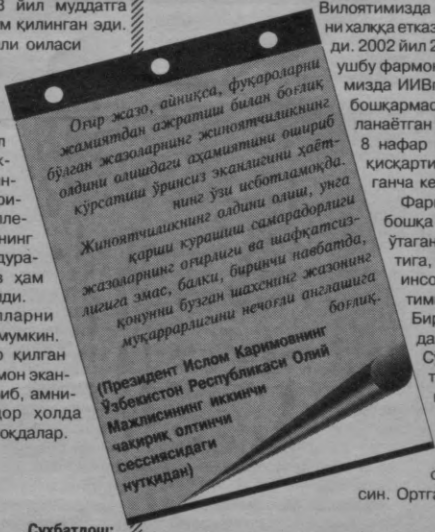 3 йил муддатга
м қилинган эди.
ли оиласи
мумкин.
қилган
мон экан-
иб, амни-
дор ҳолда
оқдалар.
Суҳбатдош:
Оғир жазо, айниқса, фуқароларни
жамиятдан ажратиш билан боғлиқ
бўлган жазоларнинг жиноятчиликнинг
олдини олишдаги аҳамиятини ошириб
кўрсатиш ўринсиз эканлигини ҳаёт-
нинг ўзи исботламоқда.
Жиноятчиликнинг олдини олиш, унга
қарши курашиш самарадорлиги
жазоларнинг оғирлиги ва шафқатсиз-
лигига эмас, балки, биринчи навбатда,
қонунни бузган шахснинг жазонинг
муқаррарлигини нечоғли англашига
боғлиқ.
(Президент Ислом Каримовнинг
Ўзбекистон Республикаси Олий
Мажлисининг иккинчи
чақириқ олтинчи
сессиясидаги
нутқидан)
Вилоятимизда
ни халққа етказ
ди. 2002 йил 2
ушбу фармон
мизда ИИВ
бошқармас
ланаётган
8 нафар
қисқарти
ганча ке
Фар
бошқа
ўтаган
тига,
инсо
тим
Бир
да
С
т
син. Ортга